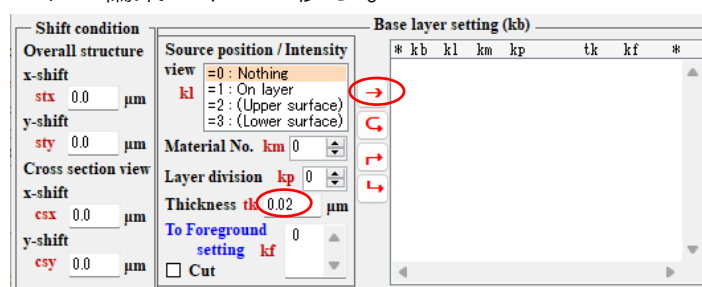 Shift condition
Overall structure
x-shift
stx 0.0 μm
y-shift
sty 0.0 μm
Cross section view
x-shift
csx 0.0 μm
y-shift
csy 0.0 μm
Source position / Intensity
view
kl
=0 : Nothing
=1 : On layer
=2 : (Upper surface)
=3 : (Lower surface)
Material No. km 0
Layer division kp 0
Thickness tk 0.02 μm
To Foreground
setting kf
0
Cut
Base layer setting (kb)
* kb kl km kp tk kf *